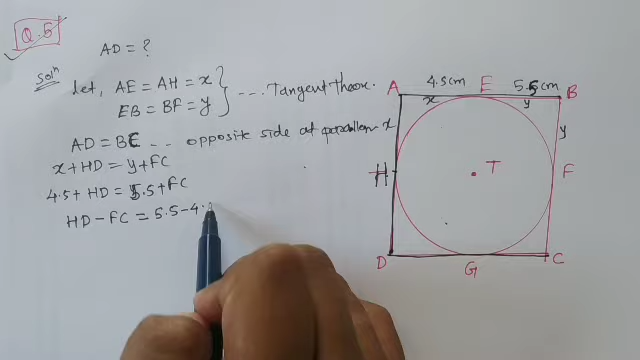 Q.5
AD = ?
Solⁿ
let, AE = AH = x
EB = BF = y } .... Tangent theor.
AD = BC ... opposite side of
x + HD = y + FC
4.5 + HD = 5.5 + FC
HD - FC = 5.5 - 4.
A 4.5cm E 5.5cm B
x y
x y
H T F
D G C